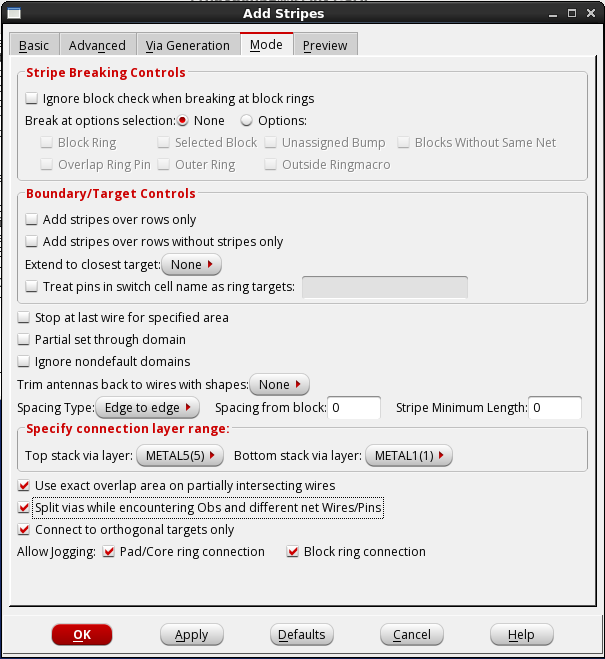 Add Stripes
Basic Advanced Via Generation Mode Preview
Stripe Breaking Controls
Ignore block check when breaking at block rings
Break at options selection: None Options:
Block Ring Selected Block Unassigned Bump Blocks Without Same Net
Overlap Ring Pin Outer Ring Outside Ringmacro
Boundary/Target Controls
Add stripes over rows only
Add stripes over rows without stripes only
Extend to closest target: None
Treat pins in switch cell name as ring targets:
Stop at last wire for specified area
Partial set through domain
Ignore nondefault domains
Trim antennas back to wires with shapes: None
Spacing Type: Edge to edge Spacing from block: 0 Stripe Minimum Length: 0
Specify connection layer range:
Top stack via layer: METAL5(5) Bottom stack via layer: METAL1(1)
Use exact overlap area on partially intersecting wires
Split vias while encountering Obs and different net Wires/Pins
Connect to orthogonal targets only
Allow Jogging: Pad/Core ring connection Block ring connection
OK Apply Defaults Cancel Help